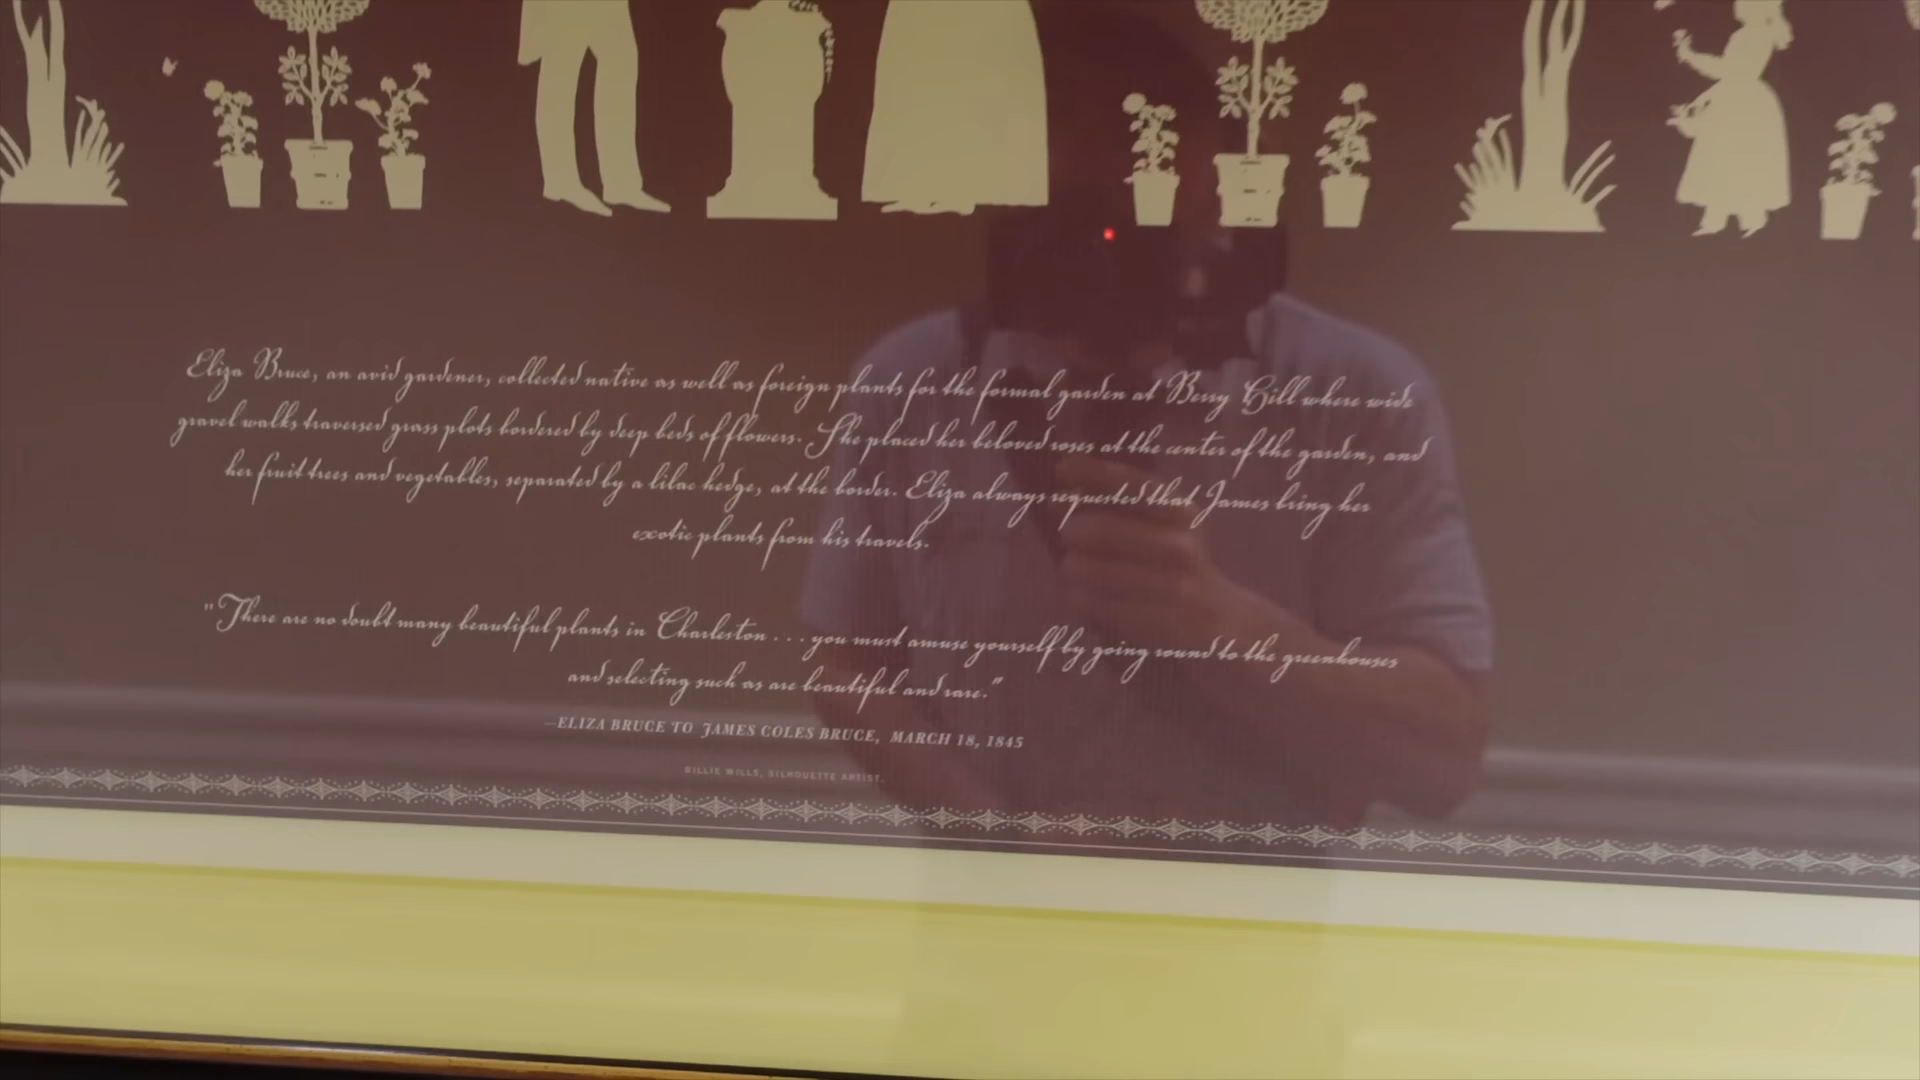 Eliza Bruce, an avid gardener, collected native as well as foreign plants for the formal garden at Berry Hill where wide
gravel walks traversed grass plots bordered by deep beds of flowers. She placed her beloved roses at the center of the garden, and
her fruit trees and vegetables, separated by a lilac hedge, at the border. Eliza always requested that James bring her
exotic plants from his travels.
"There are no doubt many beautiful plants in Charleston . . . you must amuse yourself by going round to the greenhouses
and selecting such as are beautiful and rare."
—ELIZA BRUCE TO JAMES COLES BRUCE, MARCH 18, 1845
BILLIE WILLS, SILHOUETTE ARTIST.